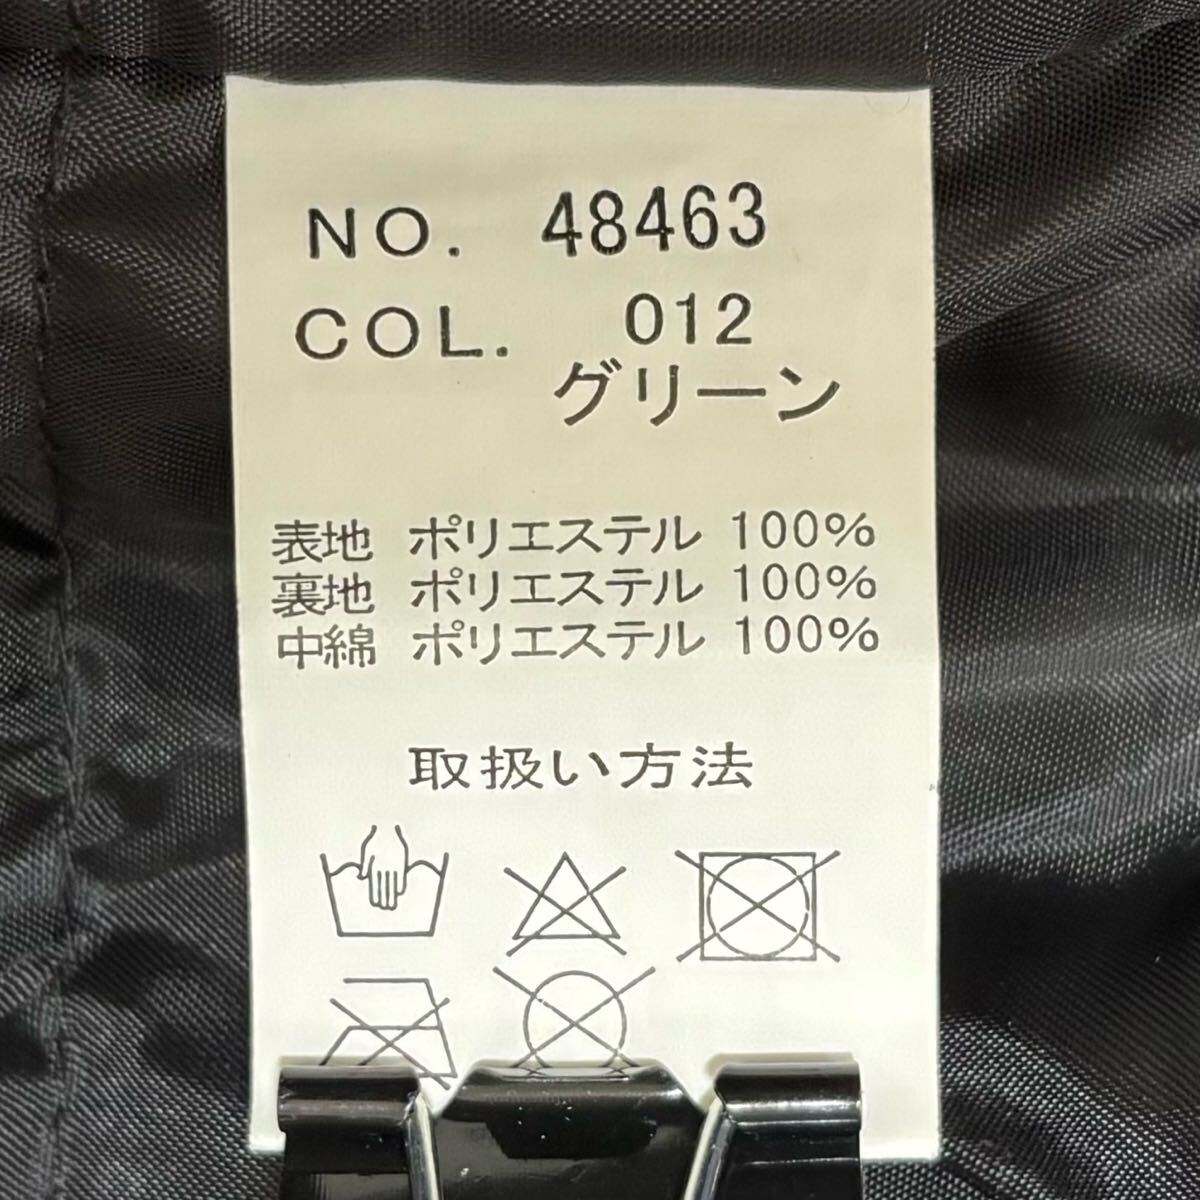 NO. 48463
COL. 012
グリーン
表地 ポリエステル 100%
裏地 ポリエステル 100%
中綿 ポリエステル 100%
取扱い方法